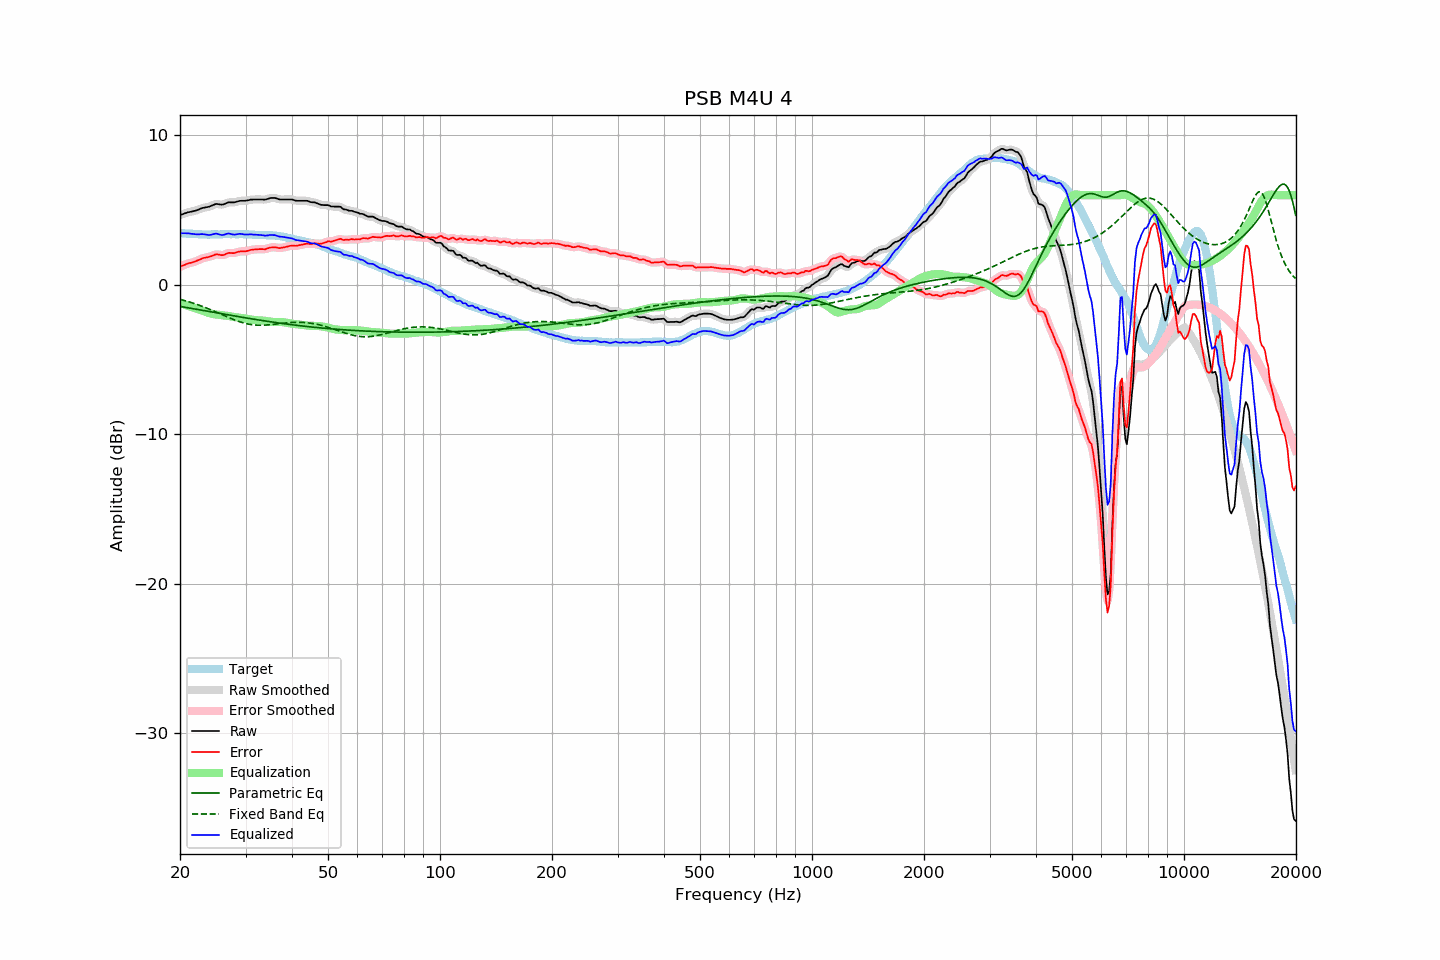 PSB M4U 4
10
0
−10
−20
−30
Amplitude (dBr)
Target
Raw Smoothed
Error Smoothed
Raw
Error
Equalization
Parametric Eq
Fixed Band Eq
Equalized
20 50 100 200 500 1000 2000 5000 10000 20000
Frequency (Hz)